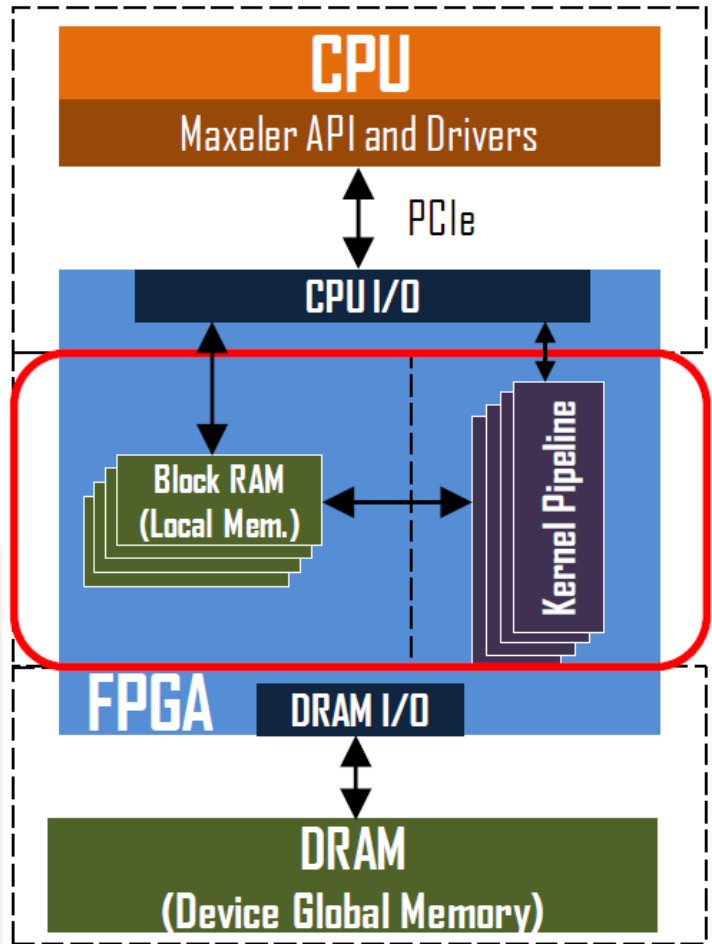 CPU
Maxeler API and Drivers
PCIe
CPU I/O
Block RAM
(Local Mem.)
Kernel Pipeline
FPGA
DRAM I/O
DRAM
(Device Global Memory)